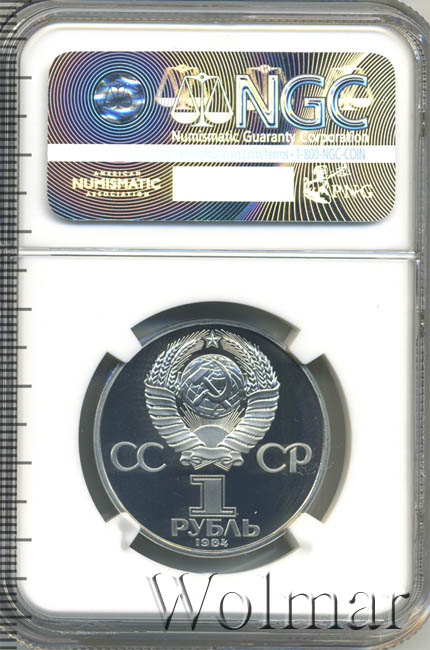 NGC
Numismatic Guaranty Corporation
AMERICAN
NUMISMATIC
ASSOCIATION
1-800-NGC-COIN
PNG
СС СР
1
РУБЛЬ
1984
Wolmar